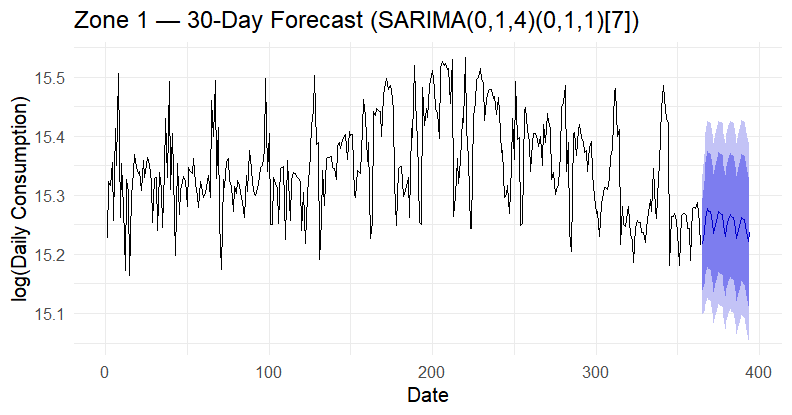 Zone 1 — 30-Day Forecast (SARIMA(0,1,4)(0,1,1)[7])
log(Daily Consumption)
15.5
15.4
15.3
15.2
15.1
0 100 200 300 400
Date